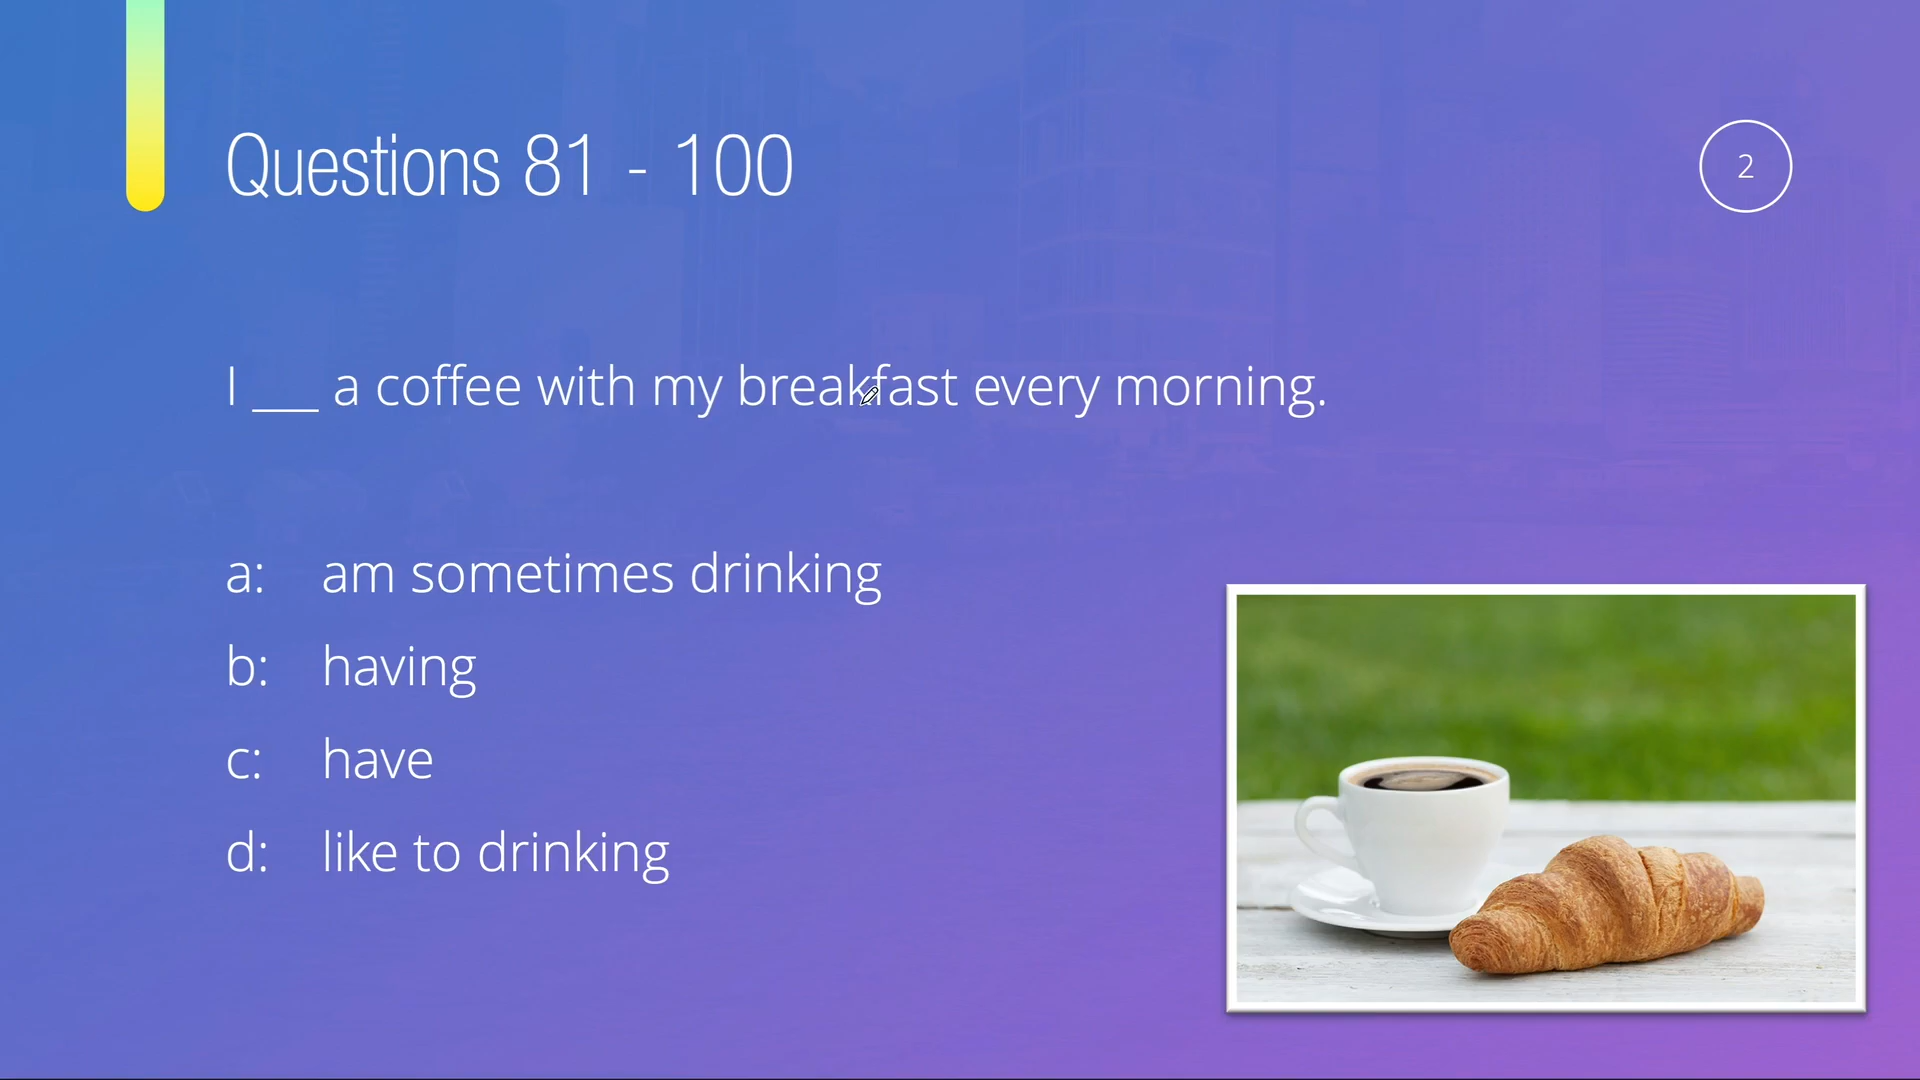 Questions 81 - 100
2
I ___ a coffee with my breakfast every morning.
a: am sometimes drinking
b: having
c: have
d: like to drinking